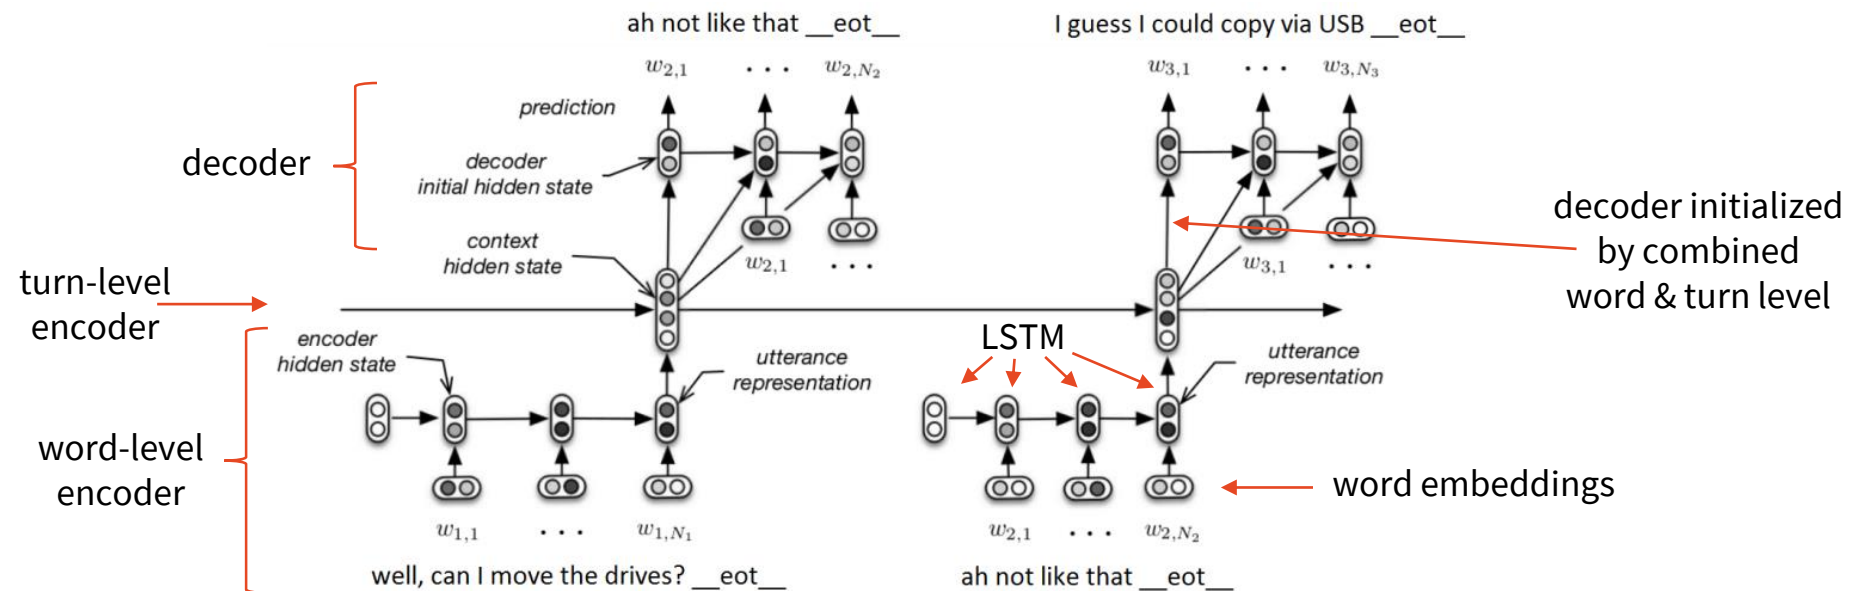 ah not like that __eot__
I guess I could copy via USB __eot__
w2,1 · · · w2,N2
w3,1 · · · w3,N3
prediction
decoder
decoder
initial hidden state
context
hidden state
w2,1 · · ·
w3,1 · · ·
decoder initialized
by combined
word & turn level
turn-level
encoder
encoder
hidden state
utterance
representation
LSTM
utterance
representation
word-level
encoder
word embeddings
w1,1 · · · w1,N1
w2,1 · · · w2,N2
well, can I move the drives? __eot__
ah not like that __eot__